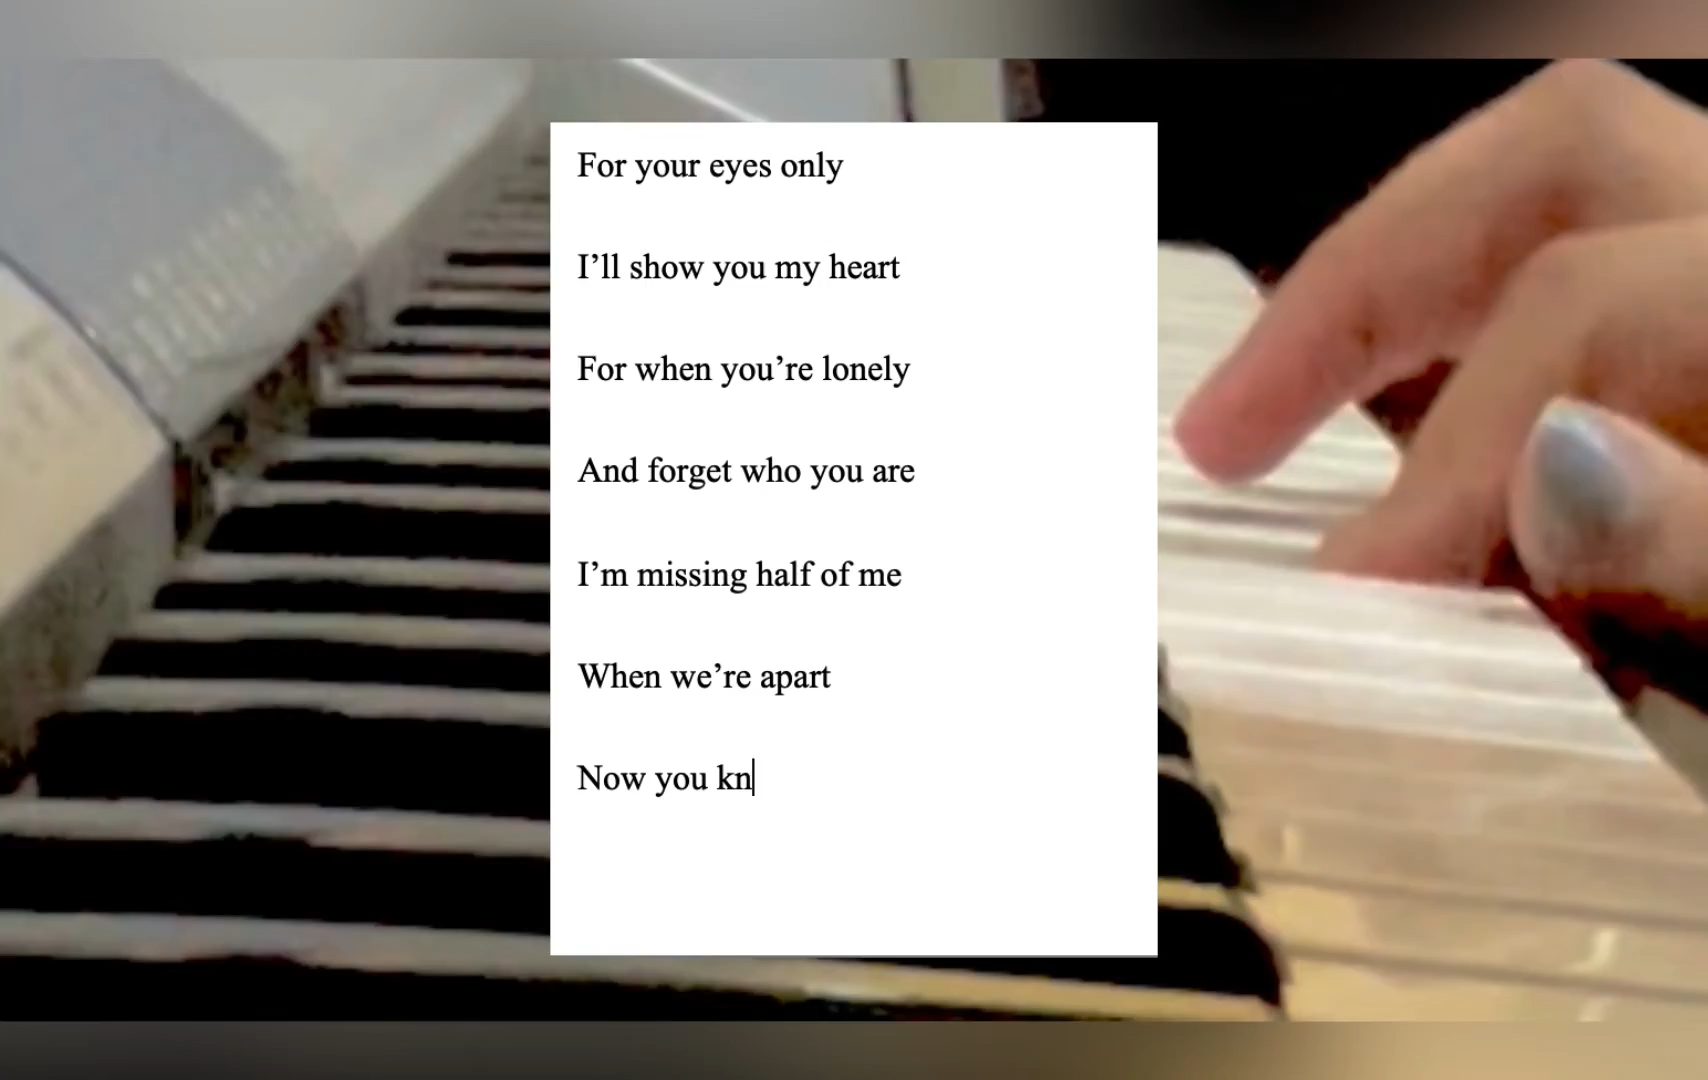 For your eyes only
I’ll show you my heart
For when you’re lonely
And forget who you are
I’m missing half of me
When we’re apart
Now you kn